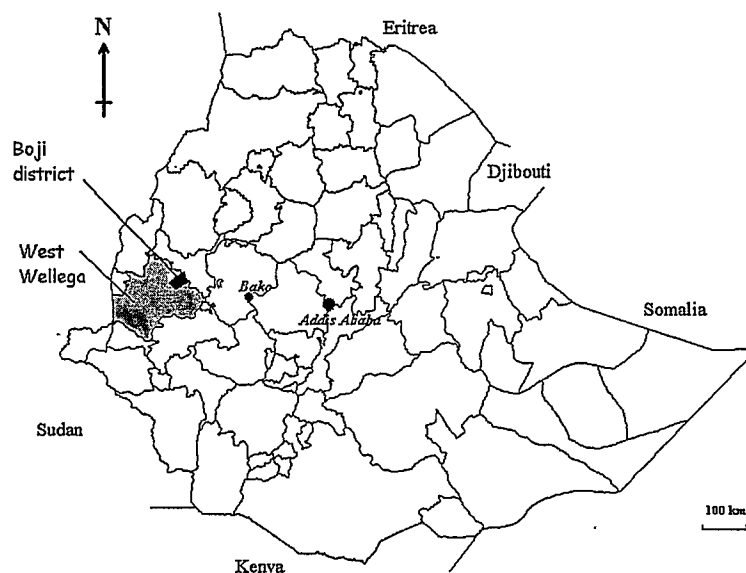 N
Eritrea
Boji
district
Djibouti
West
Wellega
Bako
Addis Ababa
Somalia
Sudan
100 km
Kenya